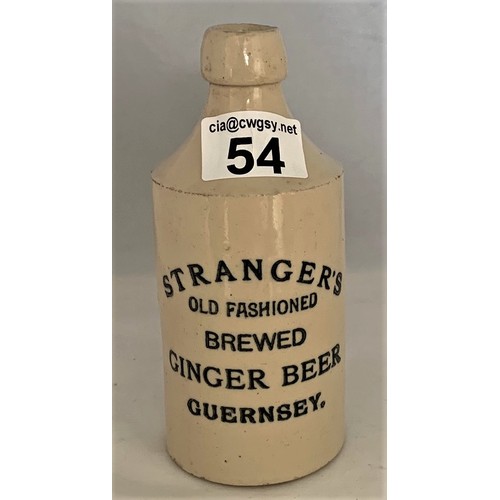 cia@cwgsy.net
54
STRANGER'S
OLD FASHIONED
BREWED
GINGER BEER
GUERNSEY.